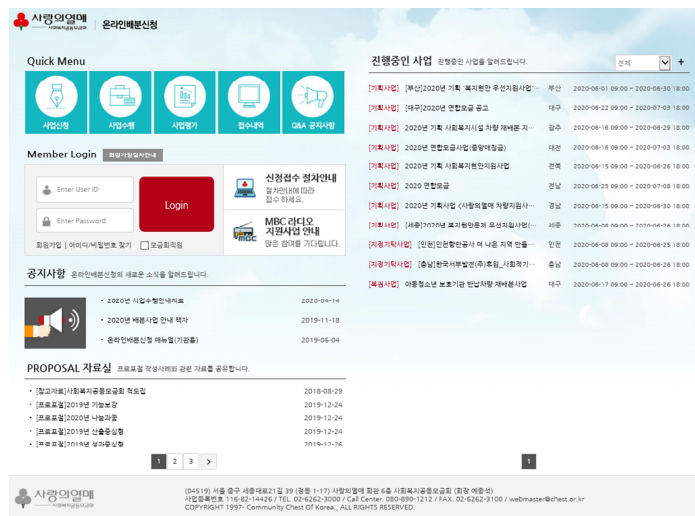 사랑의열매
사회복지공동모금회
온라인배분신청
Quick Menu
사업신청
사업수행
사업평가
접수내역
Q&A 공지사항
Member Login
회원가입절차안내
Enter User ID
Enter Password
Login
회원가입 | 아이디/비밀번호 찾기
모금회직원
신청접수 절차안내
절차안내에 따라
접수 하세요.
MBC 라디오
지원사업 안내
많은 참여를 기다립니다.
공지사항 온라인배분신청의 새로운 소식을 알려드립니다.
· 2020년 사업수행안내자료 2020-04-14
· 2020년 배분사업 안내 책자 2019-11-18
· 온라인배분신청 매뉴얼(기관용) 2019-06-04
PROPOSAL 자료실 프로포절 작성사례와 관련 자료를 공유합니다.
· [참고자료]사회복지공동모금회 척도집 2018-08-29
· [프로포절]2019년 기능보강 2019-12-24
· [프로포절]2020년 나눔과꿈 2019-12-24
· [프로포절]2019년 산출중심형 2019-12-24
· [프로포절]2019년 성과중심형 2019-12-26
1 2 3 >
진행중인 사업 진행중인 사업을 알려드립니다.
전체
+
[기획사업] [부산]2020년 기획 '복지현안 우선지원사업'··· 부산 2020-06-01 09:00 ~ 2020-06-30 18:00
[기획사업] [대구]2020년 연합모금 공고 대구 2020-06-22 09:00 ~ 2020-07-03 18:00
[기획사업] 2020년 기획 사회복지시설 차량 재배분 지··· 광주 2020-06-16 09:00 ~ 2020-06-29 18:00
[기획사업] 2020년 연합모금사업(중앙매칭금) 대전 2020-06-16 09:00 ~ 2020-07-03 18:00
[기획사업] 2020년 기획 사회복지현안지원사업 전북 2020-06-15 09:00 ~ 2020-06-26 18:00
[기획사업] 2020 연합모금 전남 2020-06-25 09:00 ~ 2020-07-08 18:00
[기획사업] 2020년 기획사업 <사랑의열매 차량지원사··· 경남 2020-06-15 09:00 ~ 2020-06-30 18:00
[기획사업] [세종]2020년 복지현안문제 우선지원사업(··· 세종 2020-06-08 09:00 ~ 2020-06-26 18:00
[지정기탁사업] [인천]인천항만공사 더 나은 지역 만들··· 인천 2020-06-08 09:00 ~ 2020-06-25 18:00
[지정기탁사업] [충남]한국서부발전(주)후원_사회적기··· 충남 2020-06-08 09:00 ~ 2020-06-26 18:00
[복권사업] 아동청소년 보호기관 반납차량 재배분사업 대구 2020-06-17 09:00 ~ 2020-06-26 18:00
1
사랑의열매
사회복지공동모금회
(04519) 서울 중구 세종대로21길 39 (정동 1-17) 사랑의열매 회관 6층 사회복지공동모금회 (회장 예종석)
사업등록번호 116-82-14426 / TEL. 02-6262-3000 / Call Center. 080-890-1212 / FAX. 02-6262-3100 / webmaster@chest.or.kr
COPYRIGHT 1997- Community Chest Of Korea., ALL RIGHTS RESERVED.